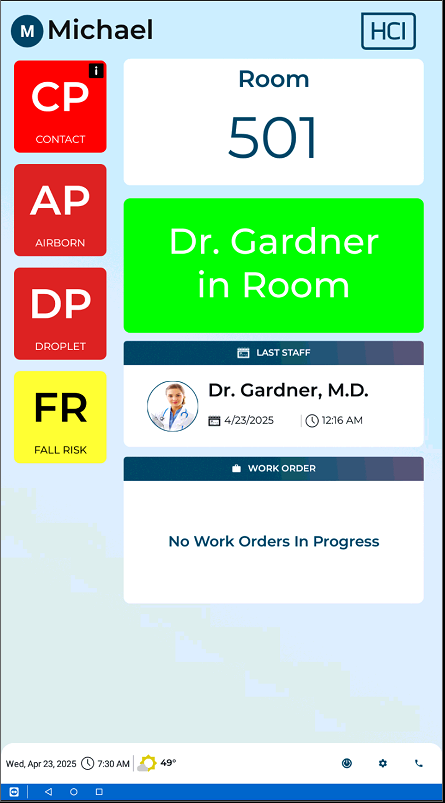 M Michael
HCI
CP
CONTACT
i
AP
AIRBORN
DP
DROPLET
FR
FALL RISK
Room
501
Dr. Gardner
in Room
LAST STAFF
Dr. Gardner, M.D.
4/23/2025 12:16 AM
WORK ORDER
No Work Orders In Progress
Wed, Apr 23, 2025 7:30 AM 49°